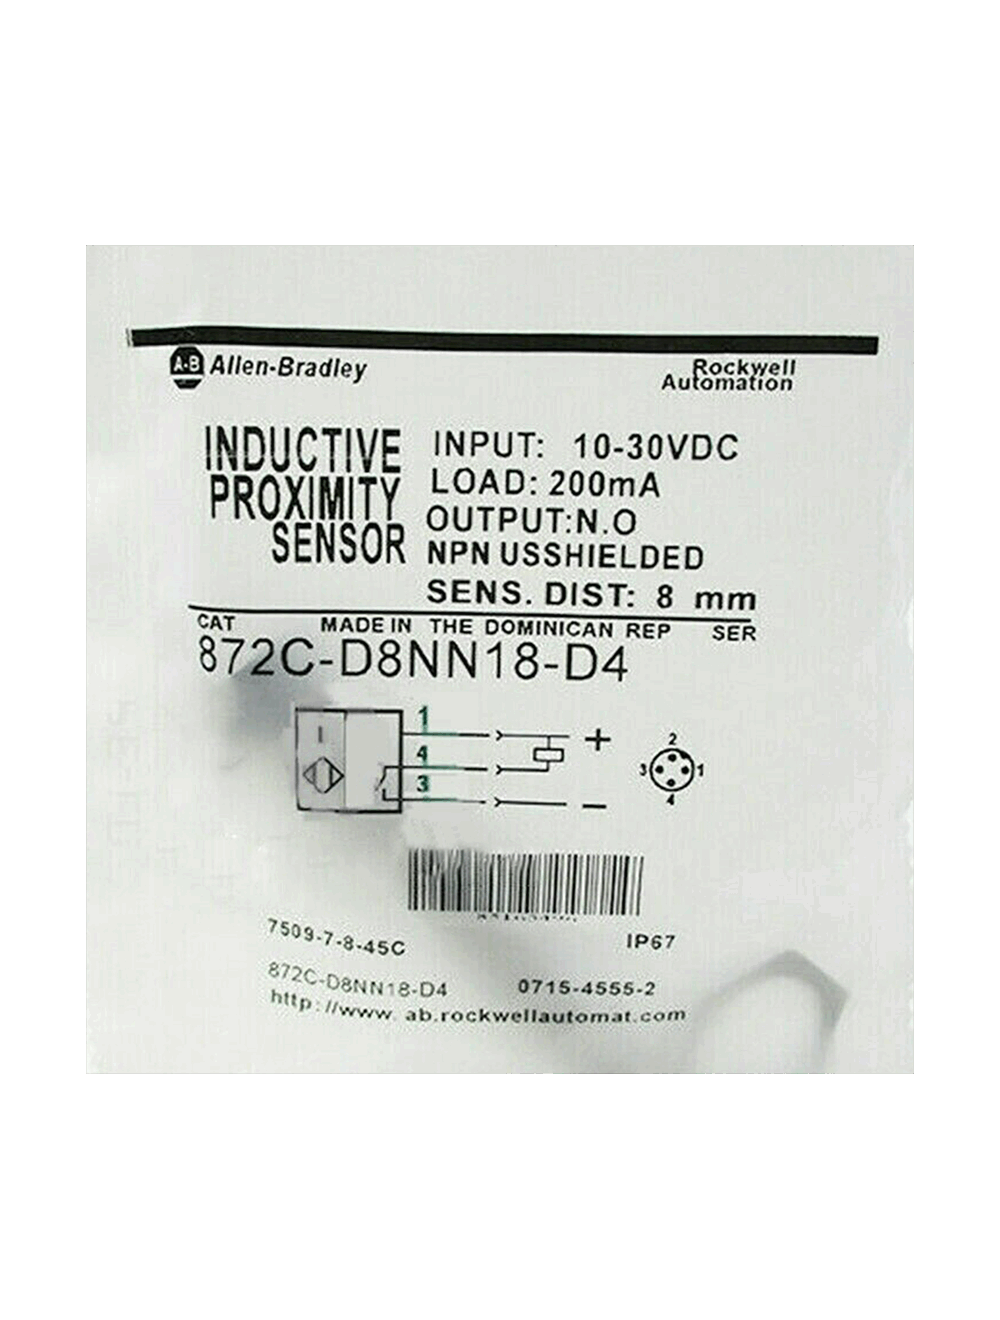 A-B Allen-Bradley
Rockwell
Automation
INDUCTIVE
PROXIMITY
SENSOR
INPUT: 10-30VDC
LOAD: 200mA
OUTPUT:N.O
NPN USSHIELDED
SENS. DIST: 8 mm
CAT MADE IN THE DOMINICAN REP SER
872C-D8NN18-D4
1
4
3
+
−
2
3 1
4
7509-7-8-45C
IP67
872C-D8NN18-D4 0715-4555-2
http://www. ab.rockwellautomat.com